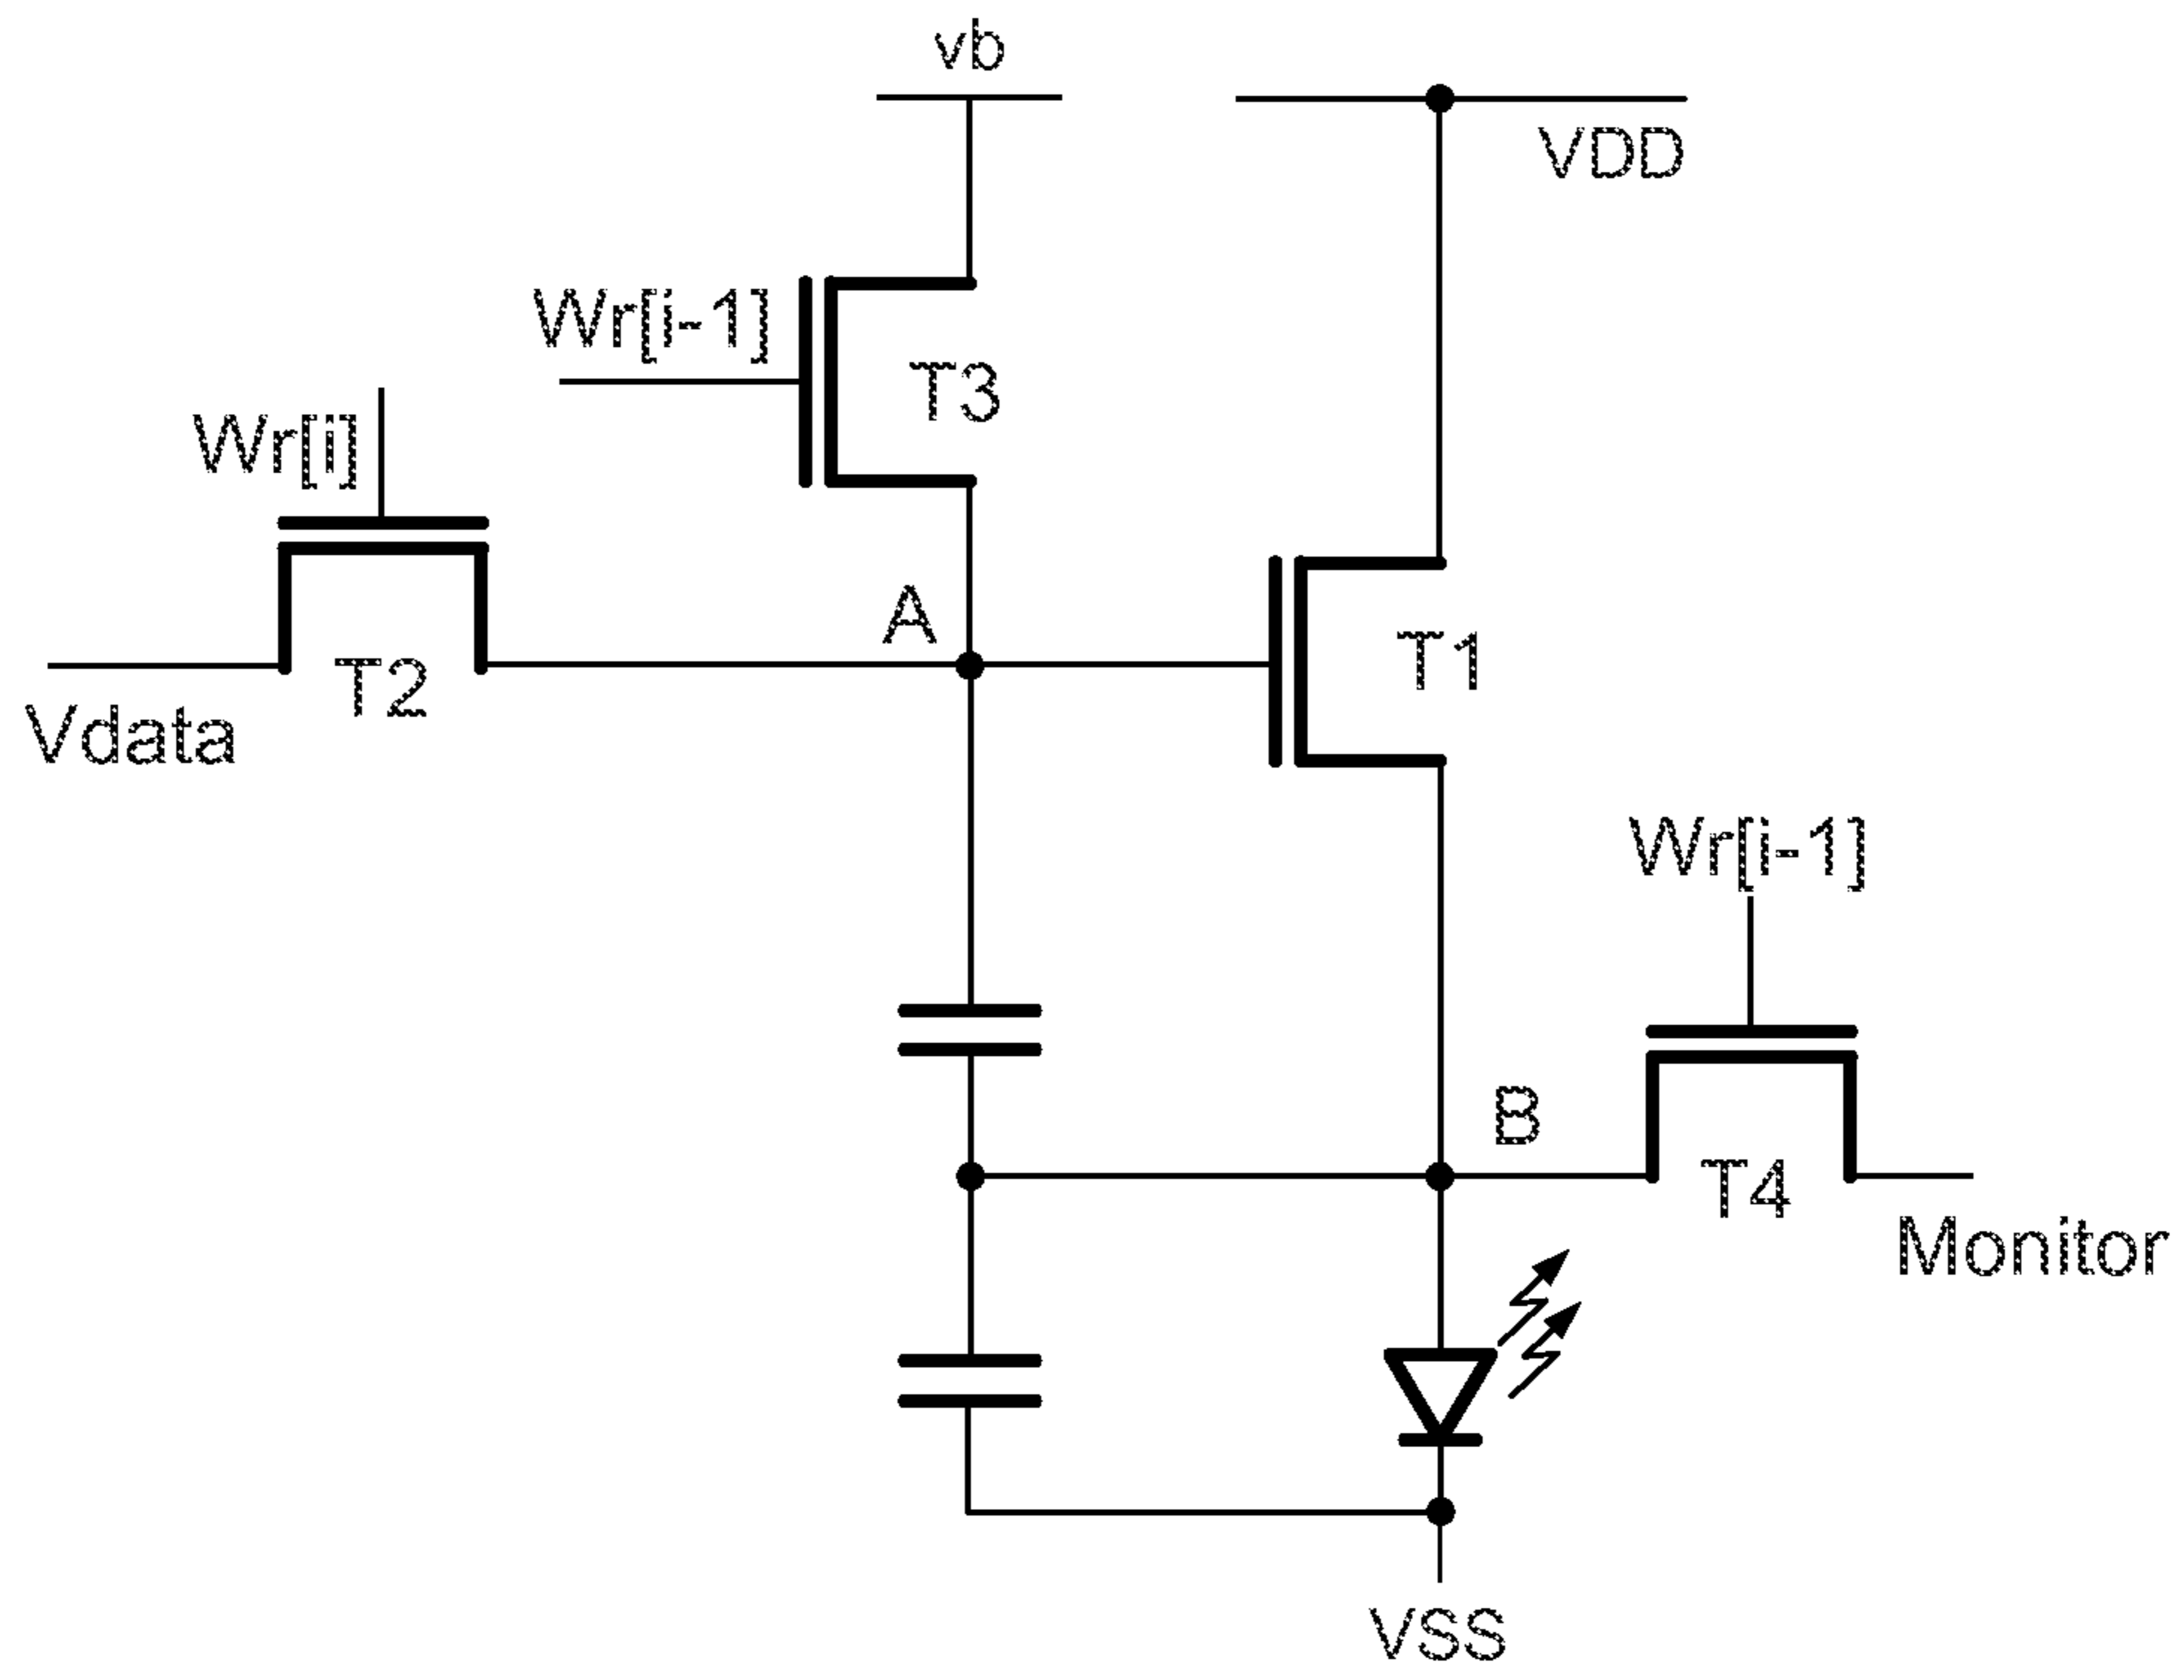 vb
VDD
Wr[i-1]
T3
Wr[i]
A
T1
T2
Vdata
Wr[i-1]
B
T4
Monitor
VSS